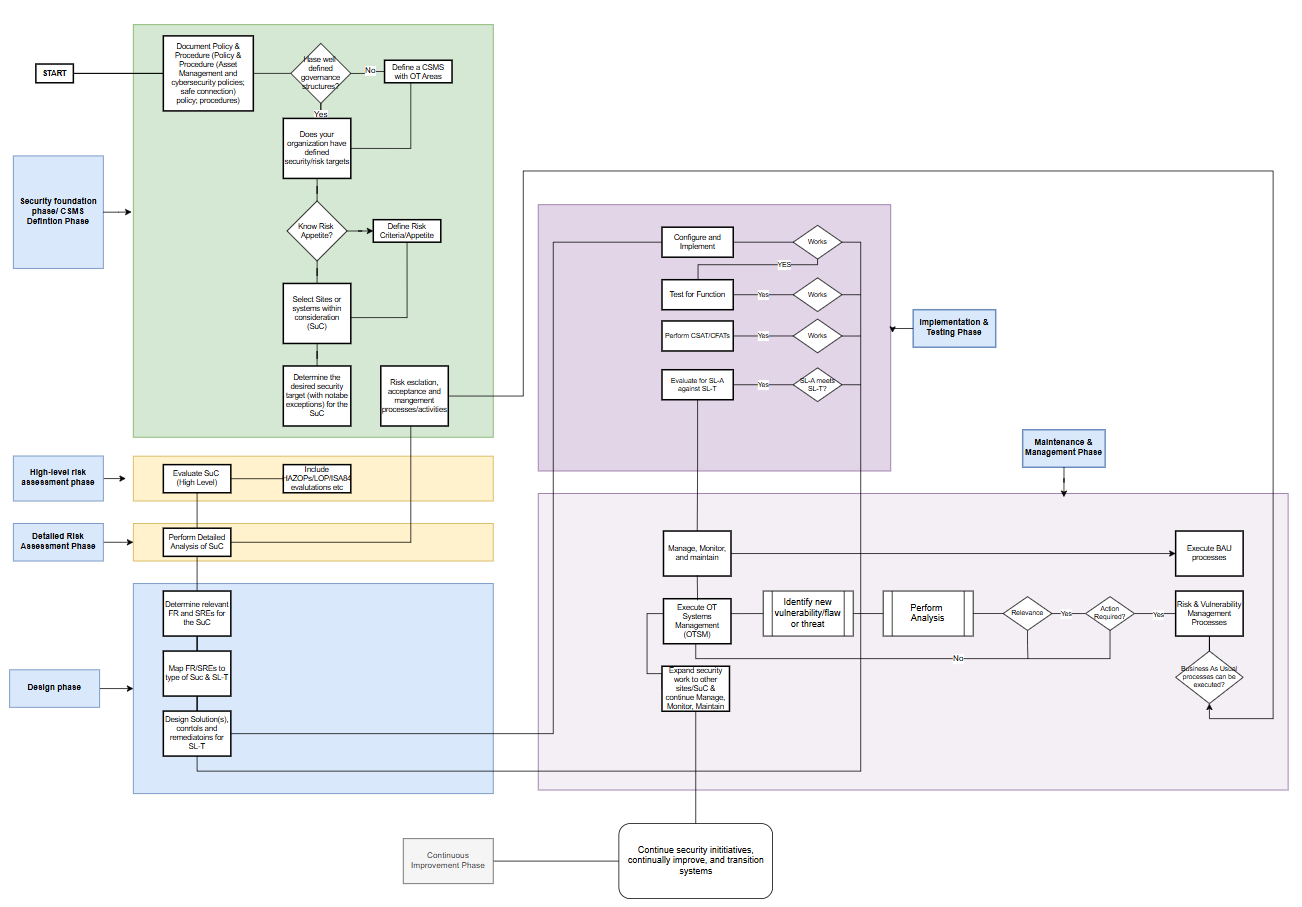 START
Document Policy &
Procedure (Policy &
Procedure (Asset
Management and
cybersecurity policies;
safe connection)
policy; procedures)
Hase well
defined
governance
structures?
No
Define a CSMS
with OT Areas
Yes
Does your
organization have
defined
security/risk targets
Security foundation
phase/ CSMS
Defintion Phase
Know Risk
Appetite?
Define Risk
Criteria/Appetite
Select Sites or
systems within
consideration
(SuC)
Determine the
desired security
target (with notabe
exceptions) for the
SuC
Risk esclation,
acceptance and
mangement
processes/activities
High-level risk
assessment phase
Evaluate SuC
(High Level)
Include
HAZOPs/LOP/ISA84
evalutations etc
Detailed Risk
Assessment Phase
Perform Detailed
Analysis of SuC
Determine relevant
FR and SREs for
the SuC
Map FR/SREs to
type of Suc & SL-T
Design phase
Design Solution(s),
conrtols and
remediatoins for
SL-T
Configure and
Implement
Works
YES
Test for Function
Yes
Works
Perform CSAT/CFATs
Yes
Works
Evaluate for SL-A
against SL-T
Yes
SL-A meets
SL-T?
Implementation &
Testing Phase
Maintenance &
Management Phase
Manage, Monitor,
and maintain
Execute BAU
processes
Execute OT
Systems
Management
(OTSM)
Identify new
vulnerability/flaw
or threat
Perform
Analysis
Relevance
Yes
Action
Required?
Yes
Risk & Vulnerability
Management
Processes
No
Expand security
work to other
sites/SuC &
continue Manage,
Monitor, Maintain
Business As Usual
processes can be
executed?
Continuous
Improvement Phase
Continue security inititiatives,
continually improve, and transition
systems